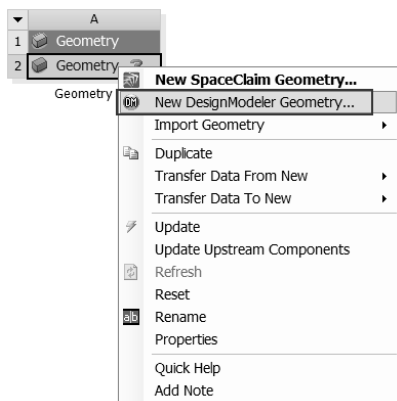 A
1 Geometry
2 Geometry ?
Geometry
New SpaceClaim Geometry...
DM New DesignModeler Geometry...
Import Geometry
Duplicate
Transfer Data From New
Transfer Data To New
Update
Update Upstream Components
Refresh
Reset
a|b Rename
Properties
Quick Help
Add Note